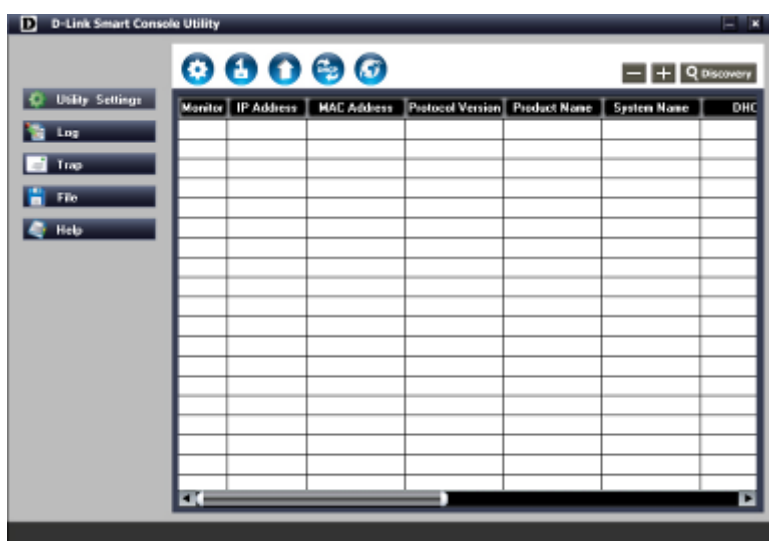 D D-Link Smart Console Utility
Discovery
Utility Settings
Log
Trap
File
Help
Monitor IP Address MAC Address Protocol Version Product Name System Name DHC